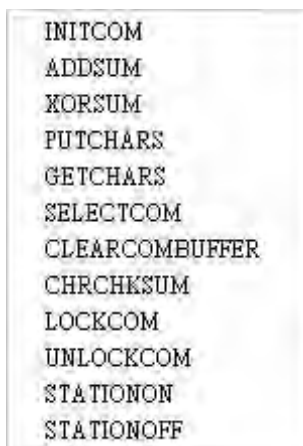 INITCOM
ADDSUM
XORSUM
PUTCHARS
GETCHARS
SELECTCOM
CLEARCOMBUFFER
CHRCHKSUM
LOCKCOM
UNLOCKCOM
STATIONON
STATIONOFF